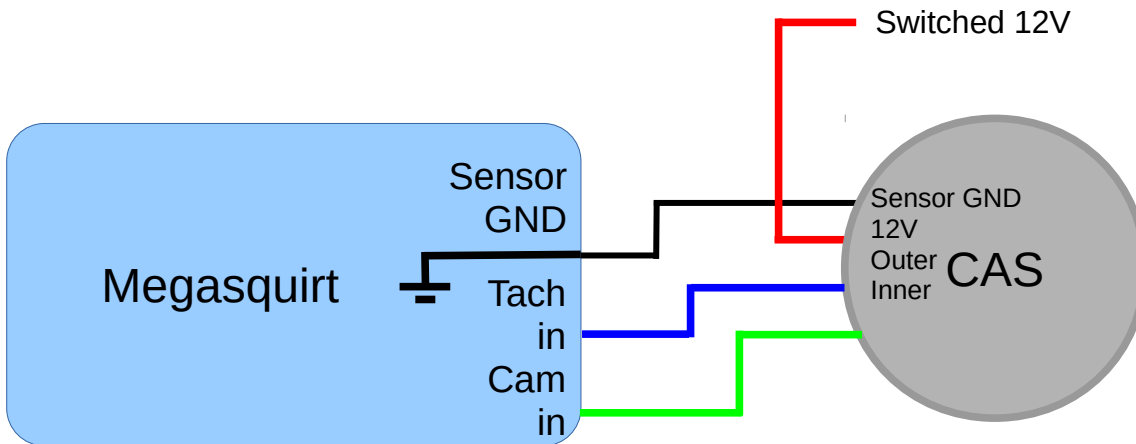 Switched 12V
Sensor
GND
Megasquirt
Tach
in
Cam
in
Sensor GND
12V
Outer
Inner
CAS